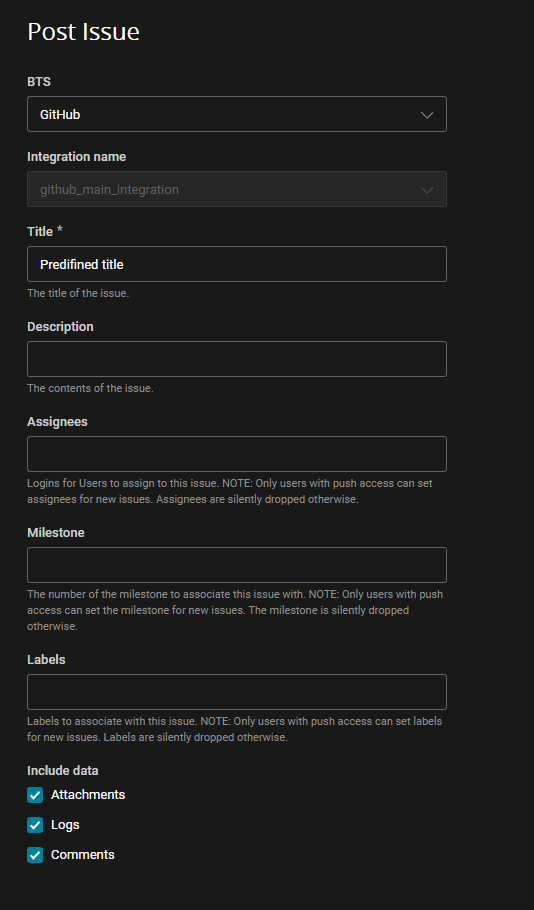 Post Issue
BTS
GitHub
Integration name
github_main_integration
Title *
Predifined title
The title of the issue.
Description
The contents of the issue.
Assignees
Logins for Users to assign to this issue. NOTE: Only users with push access can set
assignees for new issues. Assignees are silently dropped otherwise.
Milestone
The number of the milestone to associate this issue with. NOTE: Only users with push
access can set the milestone for new issues. The milestone is silently dropped
otherwise.
Labels
Labels to associate with this issue. NOTE: Only users with push access can set labels
for new issues. Labels are silently dropped otherwise.
Include data
Attachments
Logs
Comments